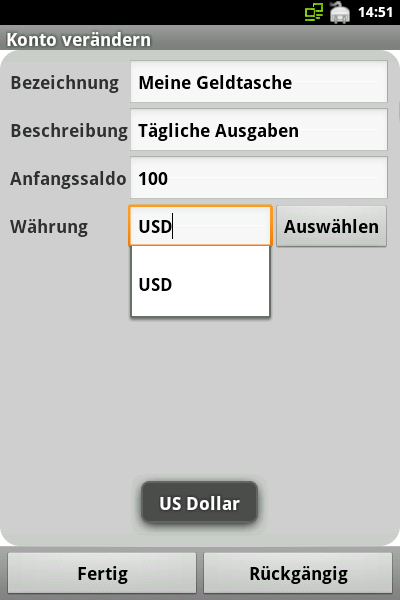 14:51
Konto verändern
Bezeichnung Meine Geldtasche
Beschreibung Tägliche Ausgaben
Anfangssaldo 100
Währung USD Auswählen
USD
US Dollar
Fertig Rückgängig